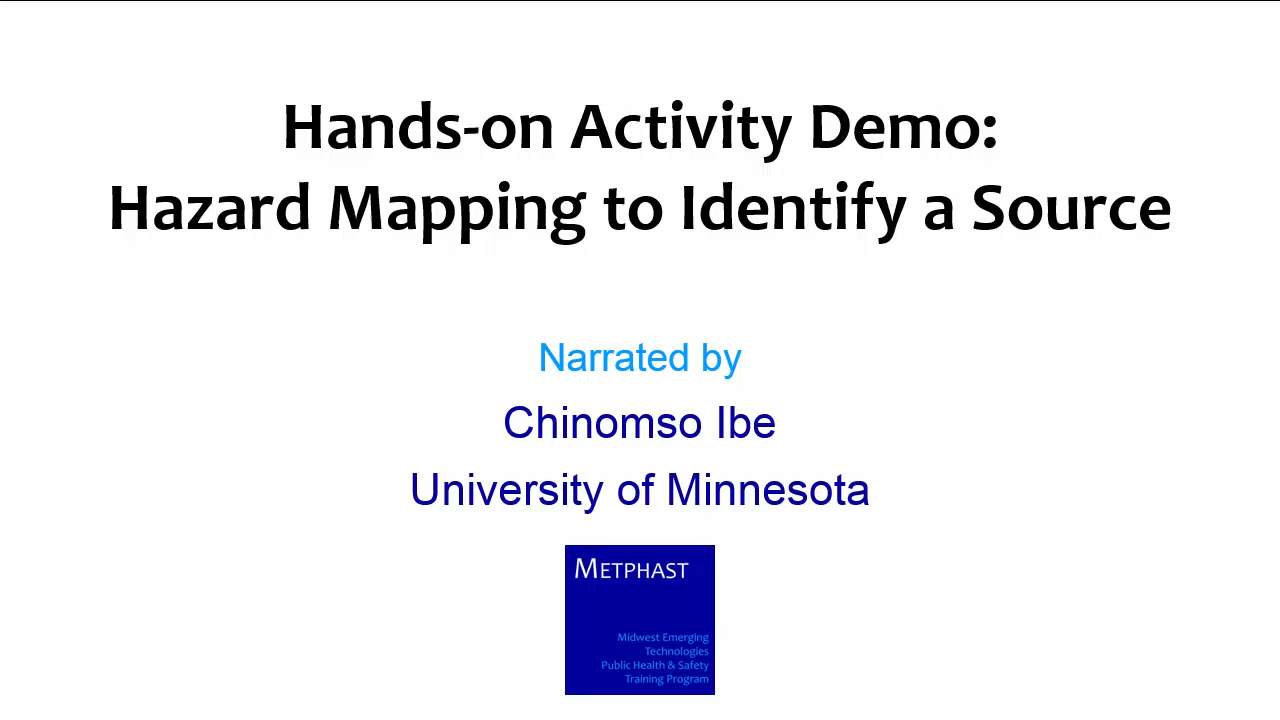 Hands-on Activity Demo:
Hazard Mapping to Identify a Source
Narrated by
Chinomso Ibe
University of Minnesota
METPHAST
Midwest Emerging
Technologies
Public Health & Safety
Training Program